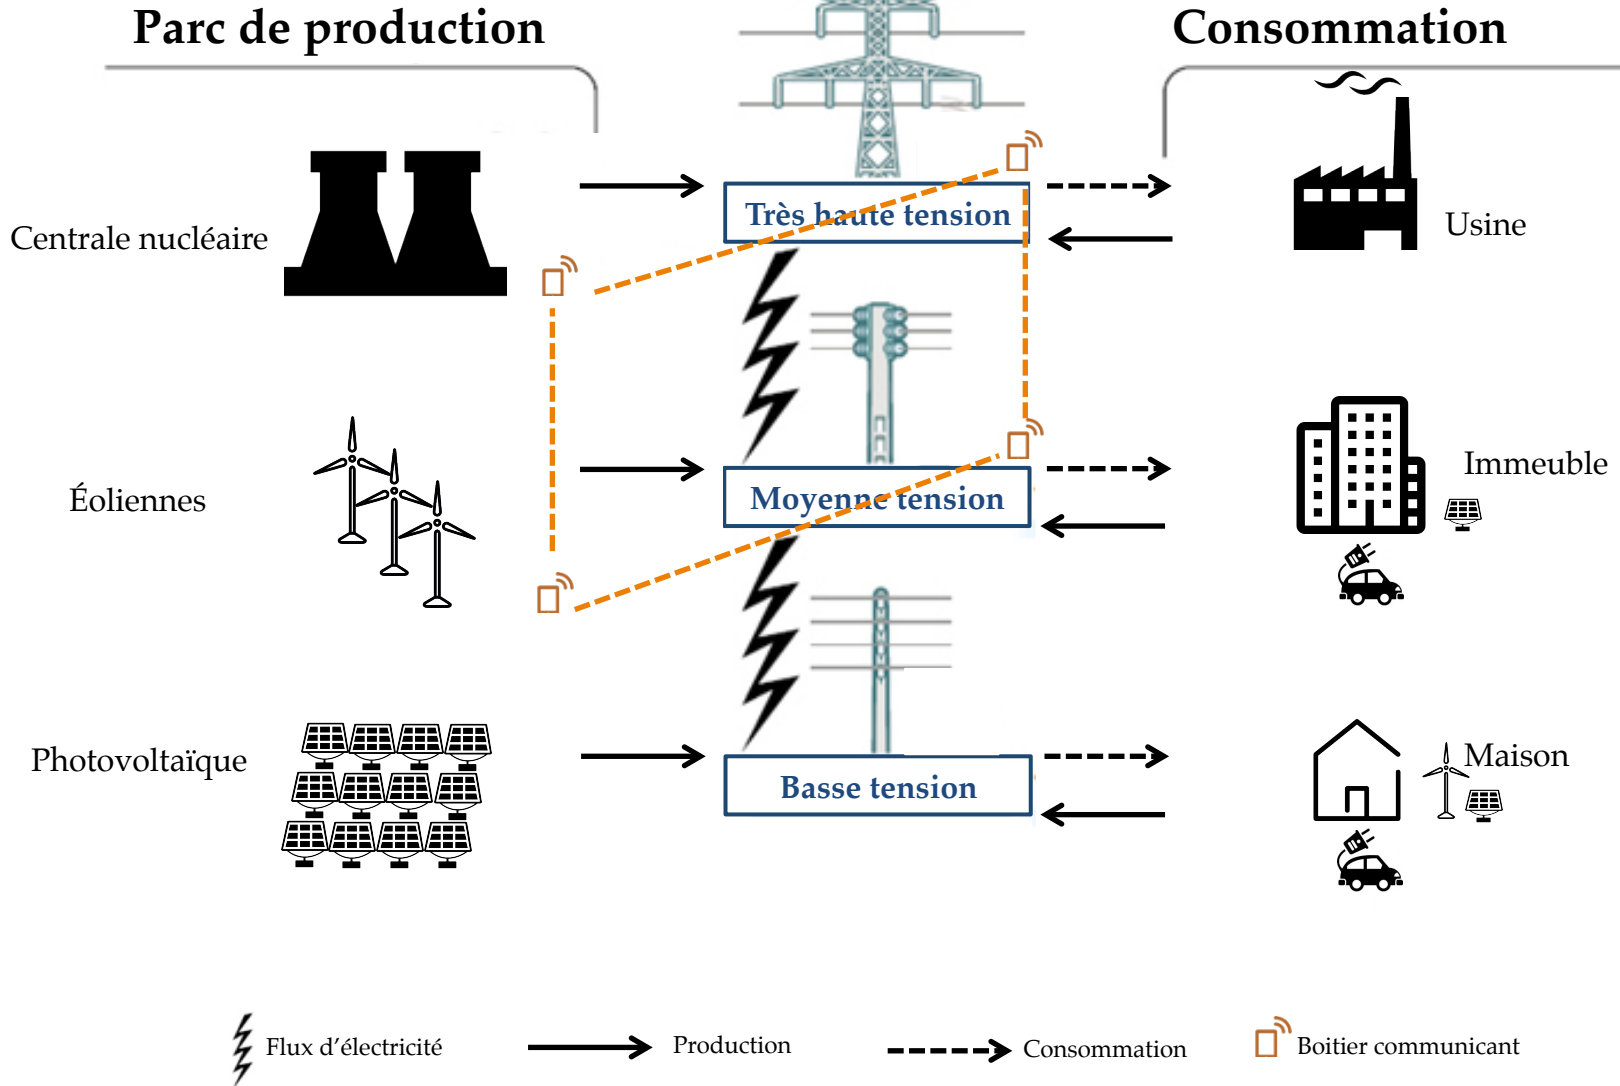 Parc de production
Consommation
Centrale nucléaire
Très haute tension
Usine
Éoliennes
Moyenne tension
Immeuble
Photovoltaïque
Basse tension
Maison
Flux d'électricité
Production
Consommation
Boitier communicant